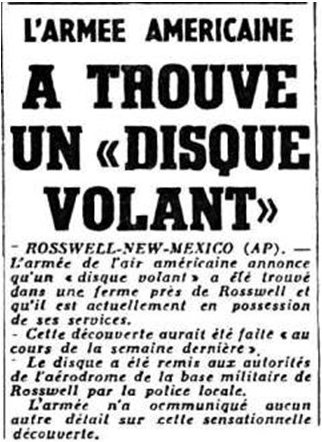 L'ARMEE AMERICAINE
A TROUVE
UN «DISQUE
VOLANT»
- ROSSWELL-NEW-MEXICO (AP). —
L'armée de l'air américaine annonce
qu'un « disque volant » a été trouvé
dans une ferme près de Rosswell et
qu'il est actuellement en possession
de ses services.
- Cette découverte aurait été faite « au
cours de la semaine dernière ».
- Le disque a été remis aux autorités
de l'aérodrome de la base militaire de
Rosswell par la police locale.
L'armée n'a ocmmuniqué aucun
autre détail sur cette sensationnelle
découverte.